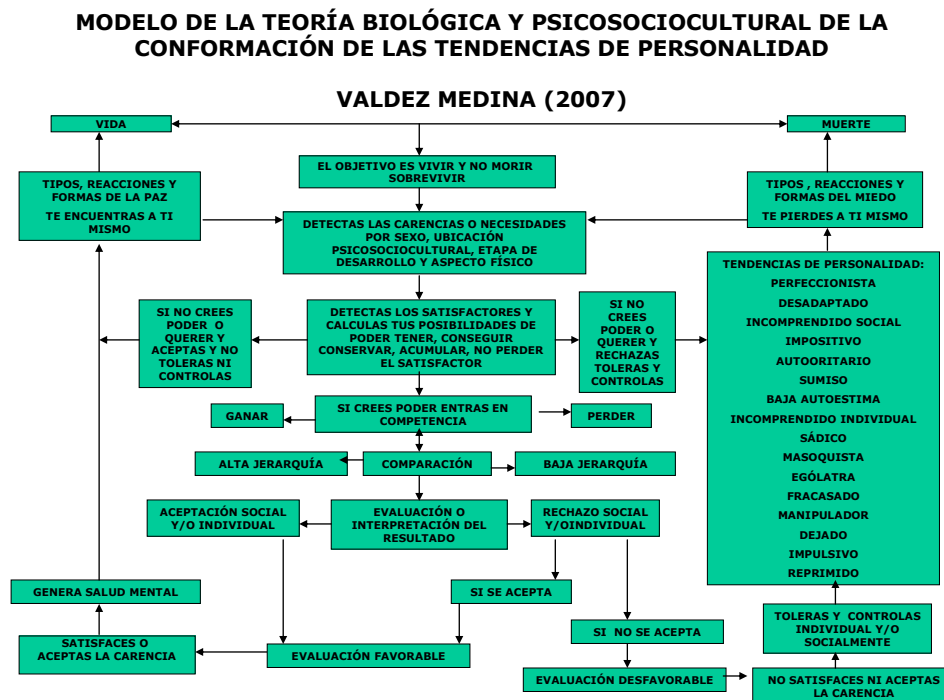 MODELO DE LA TEORÍA BIOLÓGICA Y PSICOSOCIOCULTURAL DE LA
CONFORMACIÓN DE LAS TENDENCIAS DE PERSONALIDAD
VALDEZ MEDINA (2007)
VIDA
MUERTE
EL OBJETIVO ES VIVIR Y NO MORIR
SOBREVIVIR
TIPOS, REACCIONES Y
FORMAS DE LA PAZ
TE ENCUENTRAS A TI
MISMO
TIPOS , REACCIONES Y
FORMAS DEL MIEDO
TE PIERDES A TI MISMO
DETECTAS LAS CARENCIAS O NECESIDADES
POR SEXO, UBICACIÓN
PSICOSOCIOCULTURAL, ETAPA DE
DESARROLLO Y ASPECTO FÍSICO
TENDENCIAS DE PERSONALIDAD:
PERFECCIONISTA
DESADAPTADO
INCOMPRENDIDO SOCIAL
IMPOSITIVO
AUTOORITARIO
SUMISO
BAJA AUTOESTIMA
INCOMPRENDIDO INDIVIDUAL
SÁDICO
MASOQUISTA
EGÓLATRA
FRACASADO
MANIPULADOR
DEJADO
IMPULSIVO
REPRIMIDO
SI NO CREES
PODER O
QUERER Y
ACEPTAS Y NO
TOLERAS NI
CONTROLAS
DETECTAS LOS SATISFACTORES Y
CALCULAS TUS POSIBILIDADES DE
PODER TENER, CONSEGUIR
CONSERVAR, ACUMULAR, NO PERDER
EL SATISFACTOR
SI NO
CREES
PODER O
QUERER Y
RECHAZAS
TOLERAS Y
CONTROLAS
GANAR
SI CREES PODER ENTRAS EN
COMPETENCIA
PERDER
ALTA JERARQUÍA
COMPARACIÓN
BAJA JERARQUÍA
ACEPTACIÓN SOCIAL
Y/O INDIVIDUAL
EVALUACIÓN O
INTERPRETACIÓN DEL
RESULTADO
RECHAZO SOCIAL
Y/OINDIVIDUAL
GENERA SALUD MENTAL
SI SE ACEPTA
TOLERAS Y CONTROLAS
INDIVIDUAL Y/O
SOCIALMENTE
SI NO SE ACEPTA
SATISFACES O
ACEPTAS LA CARENCIA
EVALUACIÓN FAVORABLE
EVALUACIÓN DESFAVORABLE
NO SATISFACES NI ACEPTAS
LA CARENCIA